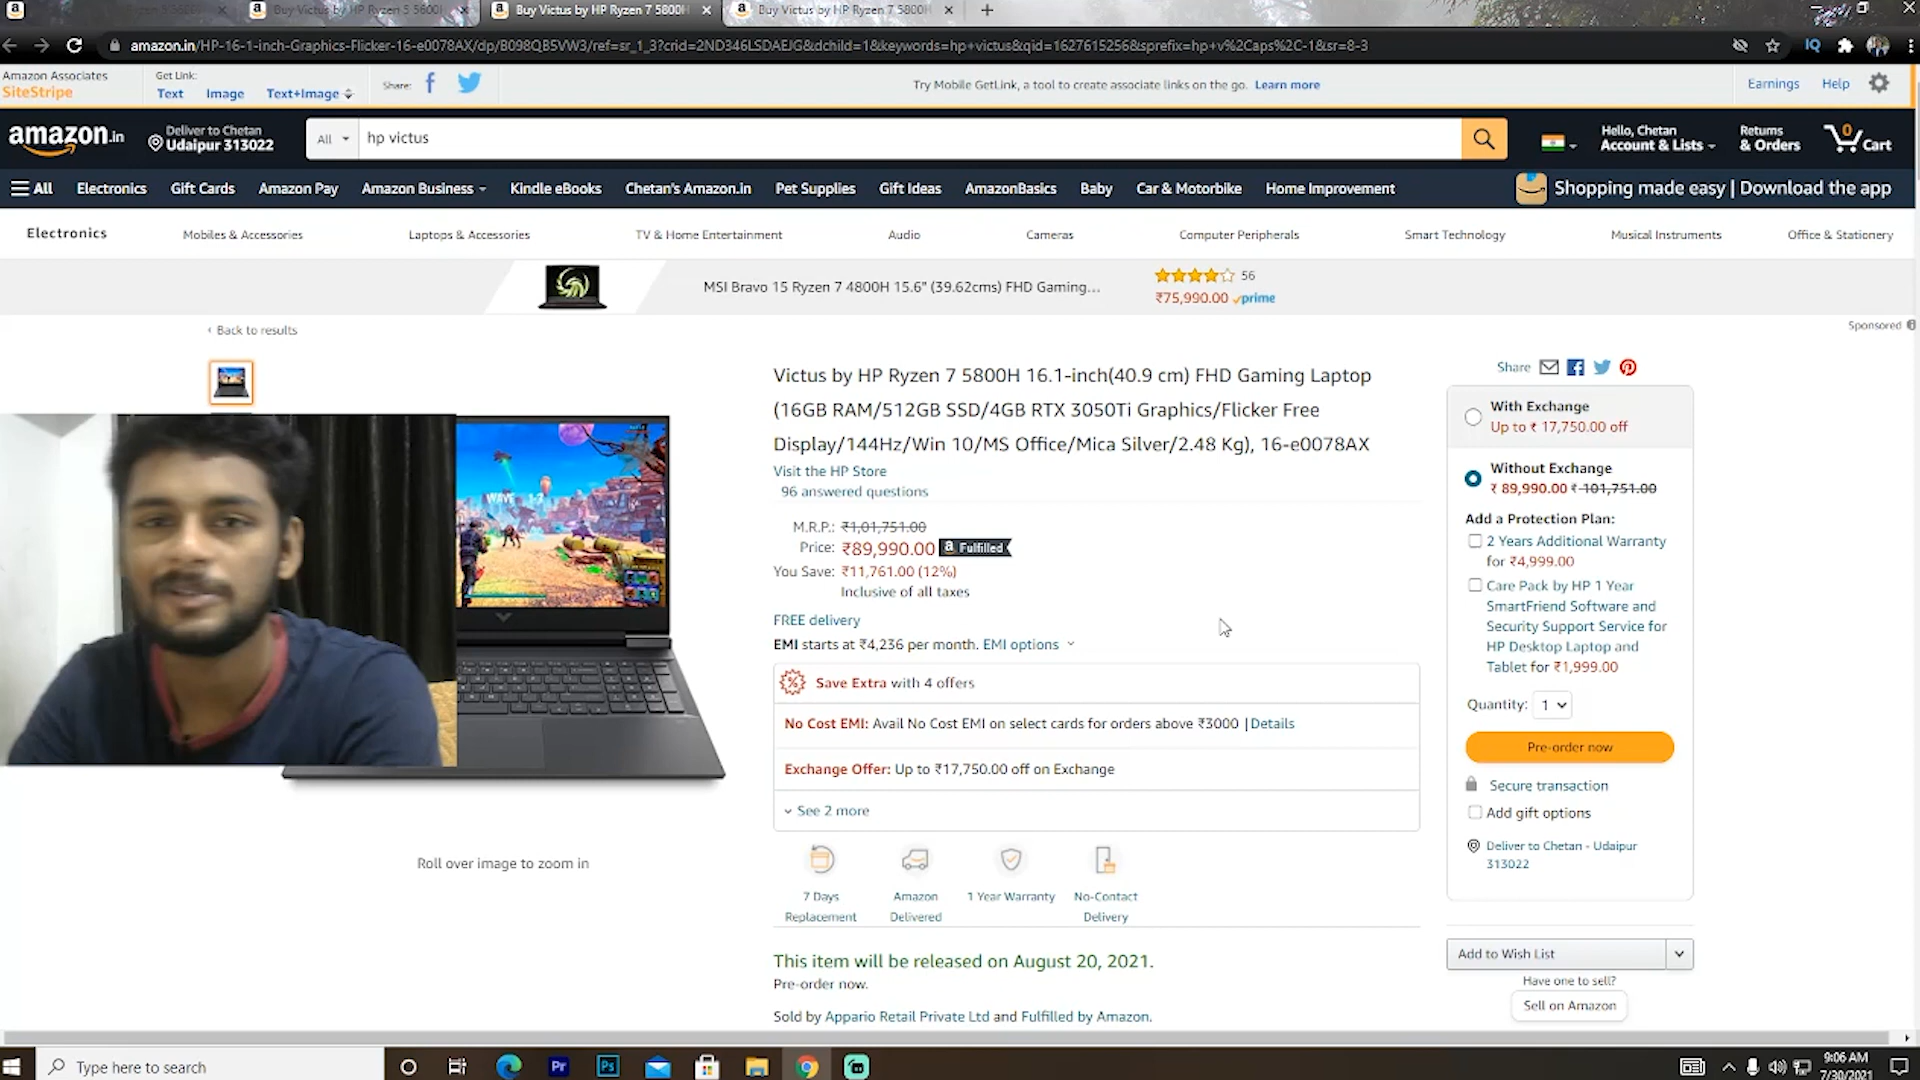 Buy Victus by HP Ryzen 5 5600H
Buy Victus by HP Ryzen 7 5800H
Buy Victus by HP Ryzen 7 5800H
amazon.in/HP-16-1-inch-Graphics-Flicker-16-e0078AX/dp/B098QB5VW3/ref=sr_1_3?crid=2ND346LSDAEJG&dchild=1&keywords=hp+victus&qid=1627615256&sprefix=hp+v%2Caps%2C-1&sr=8-3
IQ
Amazon Associates
SiteStripe
Get Link:
Text Image Text+Image
Share:
Try Mobile GetLink, a tool to create associate links on the go. Learn more
Earnings Help
amazon.in
Deliver to Chetan
Udaipur 313022
All
hp victus
Hello, Chetan
Account & Lists
Returns
& Orders
0
Cart
All Electronics Gift Cards Amazon Pay Amazon Business Kindle eBooks Chetan's Amazon.in Pet Supplies Gift Ideas AmazonBasics Baby Car & Motorbike Home Improvement
Shopping made easy | Download the app
Electronics Mobiles & Accessories Laptops & Accessories TV & Home Entertainment Audio Cameras Computer Peripherals Smart Technology Musical Instruments Office & Stationery
MSI Bravo 15 Ryzen 7 4800H 15.6" (39.62cms) FHD Gaming...
56
₹75,990.00 prime
Sponsored
‹ Back to results
Victus by HP Ryzen 7 5800H 16.1-inch(40.9 cm) FHD Gaming Laptop
(16GB RAM/512GB SSD/4GB RTX 3050Ti Graphics/Flicker Free
Display/144Hz/Win 10/MS Office/Mica Silver/2.48 Kg), 16-e0078AX
Visit the HP Store
96 answered questions
M.R.P.: ₹1,01,751.00
Price: ₹89,990.00 a Fulfilled
You Save: ₹11,761.00 (12%)
Inclusive of all taxes
FREE delivery
EMI starts at ₹4,236 per month. EMI options
Save Extra with 4 offers
No Cost EMI: Avail No Cost EMI on select cards for orders above ₹3000 |Details
Exchange Offer: Up to ₹17,750.00 off on Exchange
See 2 more
7 Days
Replacement
Amazon
Delivered
1 Year Warranty
No-Contact
Delivery
This item will be released on August 20, 2021.
Pre-order now.
Sold by Appario Retail Private Ltd and Fulfilled by Amazon.
WAVE
Roll over image to zoom in
Share
With Exchange
Up to ₹ 17,750.00 off
Without Exchange
₹ 89,990.00 ₹ 101,751.00
Add a Protection Plan:
2 Years Additional Warranty
for ₹4,999.00
Care Pack by HP 1 Year
SmartFriend Software and
Security Support Service for
HP Desktop Laptop and
Tablet for ₹1,999.00
Quantity: 1
Pre-order now
Secure transaction
Add gift options
Deliver to Chetan - Udaipur
313022
Add to Wish List
Have one to sell?
Sell on Amazon
Type here to search
Pr
Ps
9:06 AM
7/30/2021